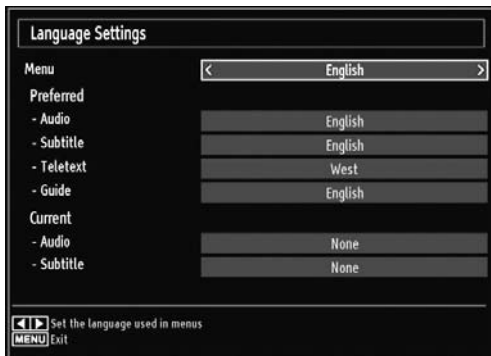 Language Settings
Menu < English >
Preferred
- Audio English
- Subtitle English
- Teletext West
- Guide English
Current
- Audio None
- Subtitle None
Set the language used in menus
MENU Exit